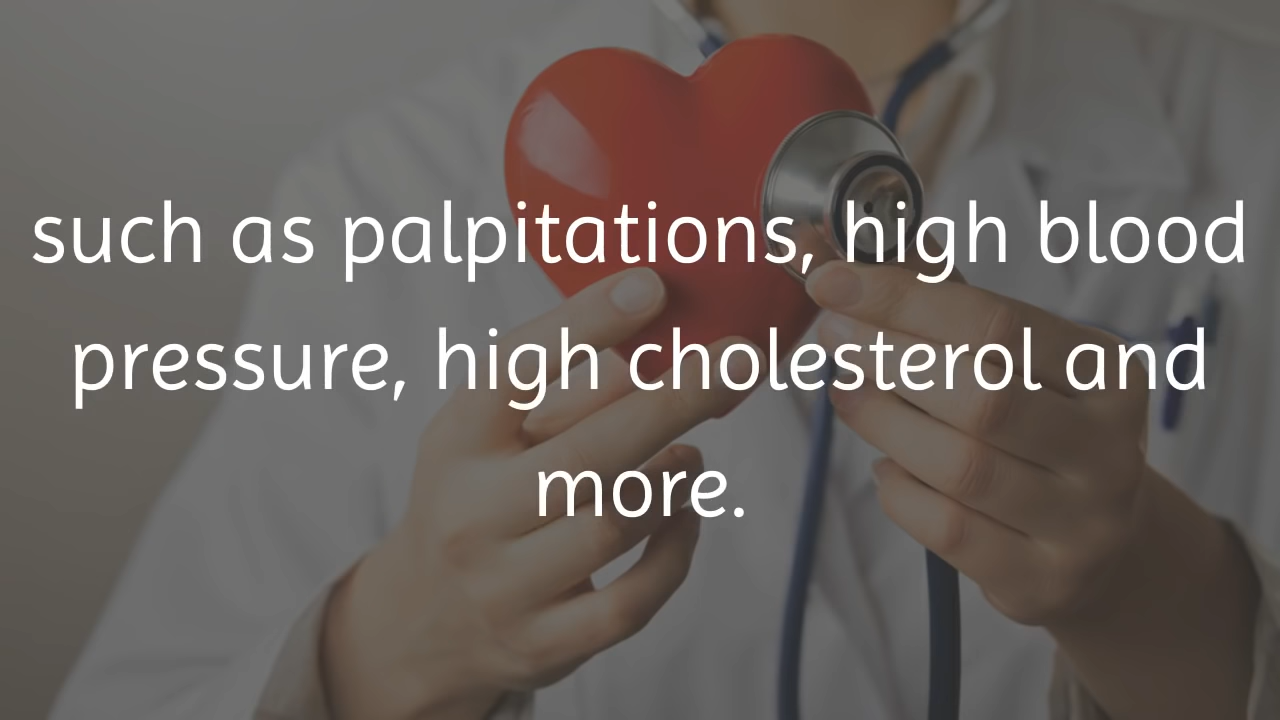 such as palpitations, high blood
pressure, high cholesterol and
more.